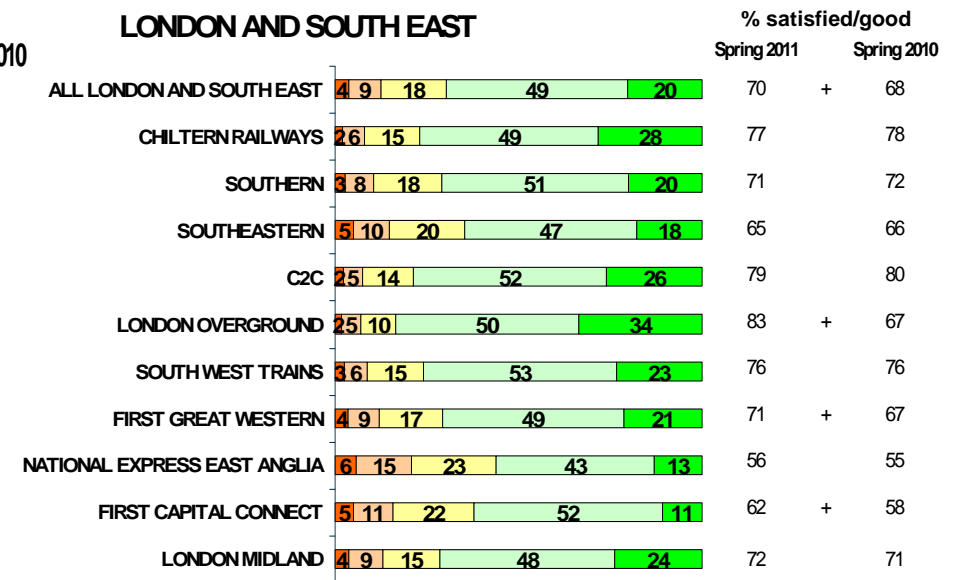 LONDON AND SOUTH EAST % satisfied/good
010 Spring 2011 Spring 2010
ALL LONDON AND SOUTH EAST 4 9 18 49 20 70 + 68
CHILTERN RAILWAYS 2 6 15 49 28 77 78
SOUTHERN 3 8 18 51 20 71 72
SOUTHEASTERN 5 10 20 47 18 65 66
C2C 2 5 14 52 26 79 80
LONDON OVERGROUND 2 5 10 50 34 83 + 67
SOUTH WEST TRAINS 3 6 15 53 23 76 76
FIRST GREAT WESTERN 4 9 17 49 21 71 + 67
NATIONAL EXPRESS EAST ANGLIA 6 15 23 43 13 56 55
FIRST CAPITAL CONNECT 5 11 22 52 11 62 + 58
LONDON MIDLAND 4 9 15 48 24 72 71